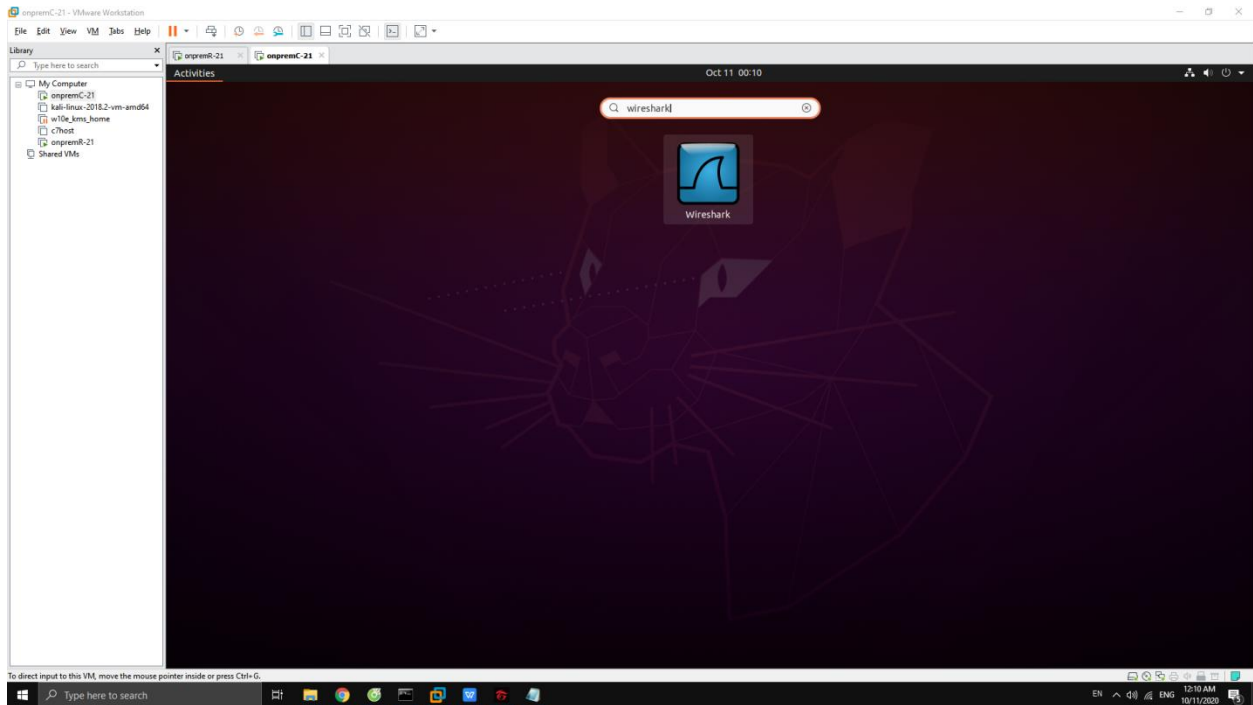 onpremC-21 - VMware Workstation
File Edit View VM Tabs Help
Library
Type here to search
My Computer
onpremC-21
kali-linux-2018.2-vm-amd64
w10e_kms_home
c7host
onpremR-21
Shared VMs
onpremR-21 onpremC-21
Activities Oct 11 00:10
wireshark
Wireshark
To direct input to this VM, move the mouse pointer inside or press Ctrl+G.
Type here to search
EN ENG 12:10 AM
10/11/2020